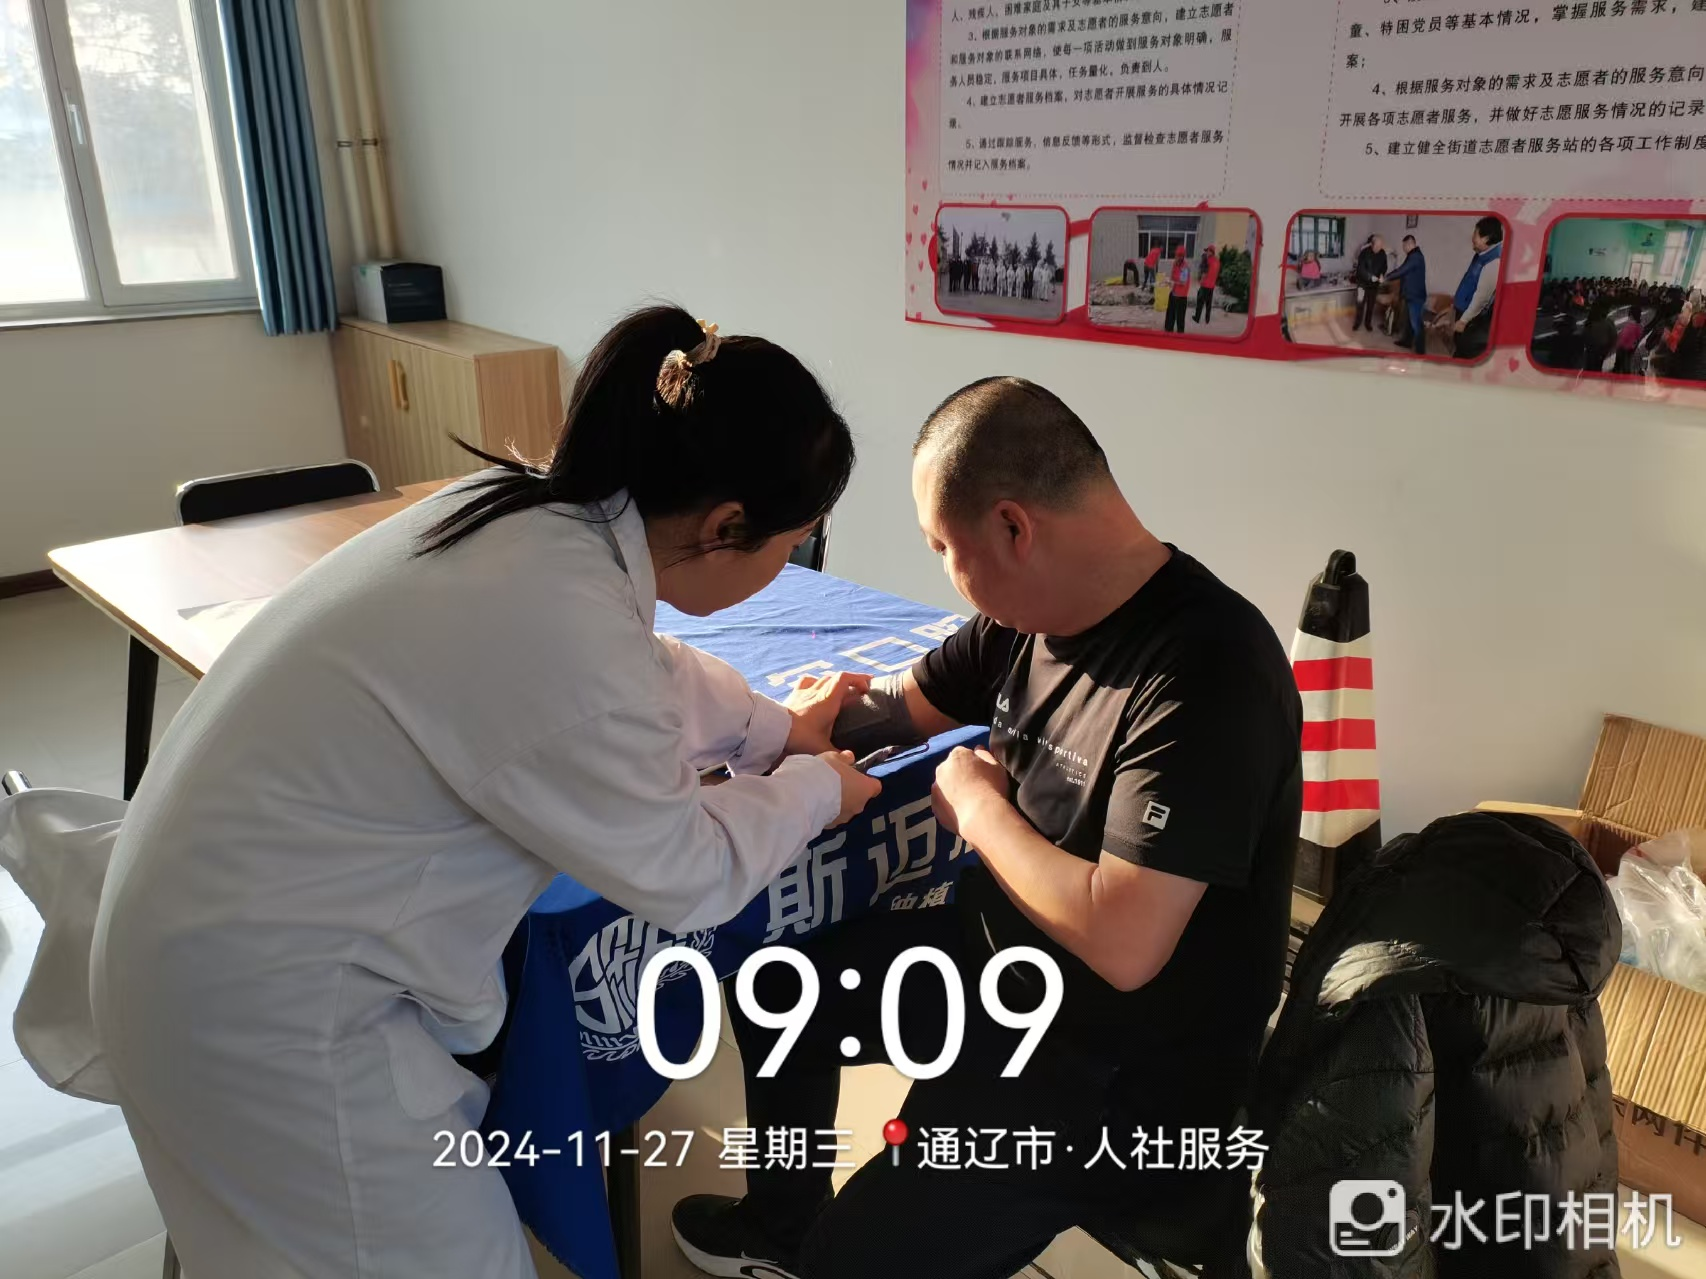 3、根据服务对象的需求及志愿者的服务意向，建立志愿者
和服务对象的联系网络，使每一项活动做到服务对象明确，服
务人员稳定，服务项目具体，任务量化，负责到人。
4、建立志愿者服务档案，对志愿者开展服务的具体情况记
录。
5、通过跟踪服务、信息反馈等形式，监督检查志愿者服务
情况并记入服务档案。
童、特困党员等基本情况，掌握服务需求，建
案；
4、根据服务对象的需求及志愿者的服务意向
开展各项志愿者服务，并做好志愿服务情况的记录
5、建立健全街道志愿者服务站的各项工作制度
口腔
斯迈
种植
F
09:09
2024-11-27 星期三 通辽市·人社服务
水印相机